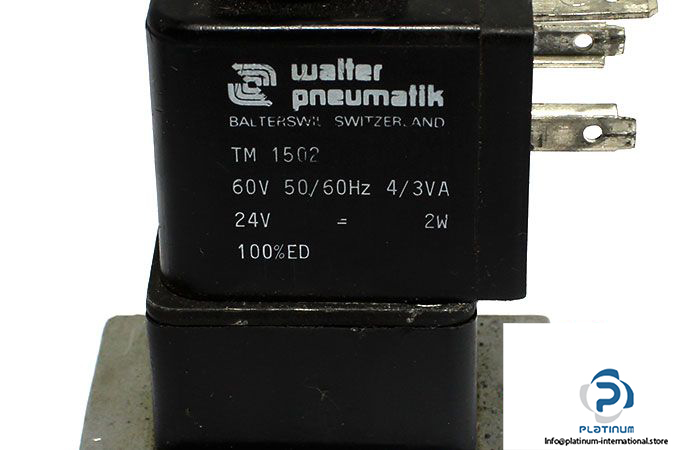 walter
pneumatik
BALTERSWIL SWITZERLAND
TM 1502
60V 50/60Hz 4/3VA
24V = 2W
100%ED
PLATINUM
Info@platinum-international.store